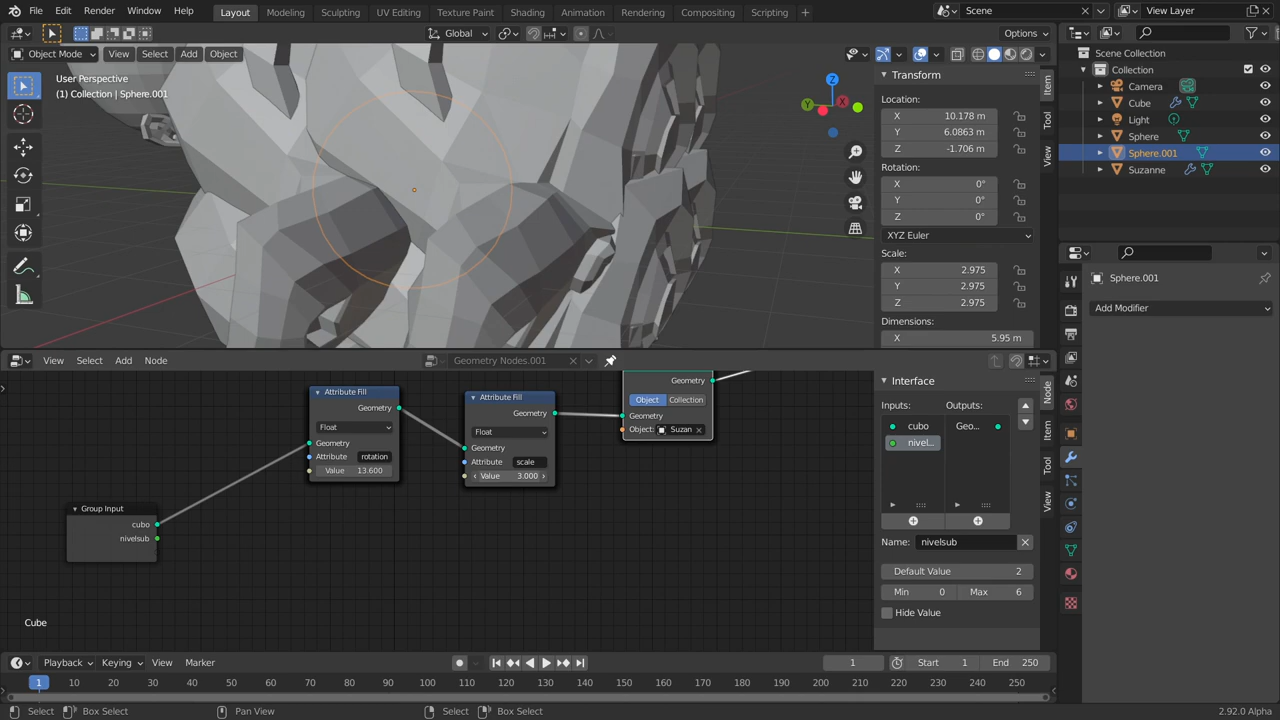 File Edit Render Window Help Layout Modeling Sculpting UV Editing Texture Paint Shading Animation Rendering Compositing Scripting + Scene View Layer
Global Options
Object Mode View Select Add Object
User Perspective
(1) Collection | Sphere.001
Z
Y
X
Transform
Location:
X 10.178 m
Y 6.0863 m
Z -1.706 m
Rotation:
X 0°
Y 0°
Z 0°
XYZ Euler
Scale:
X 2.975
Y 2.975
Z 2.975
Dimensions:
X 5.95 m
Item
Tool
View
Scene Collection
Collection
Camera
Cube
Light
Sphere
Sphere.001
Suzanne
Sphere.001
Add Modifier
View Select Add Node Geometry Nodes.001
Group Input
cubo
nivelsub
Attribute Fill
Geometry
Float
Geometry
Attribute rotation
Value 13.600
Attribute Fill
Geometry
Float
Geometry
Attribute scale
Value 3.000
Geometry
Object Collection
Geometry
Object: Suzan
Cube
Interface
Inputs: Outputs:
cubo Geo...
nivel...
Name: nivelsub
Default Value 2
Min 0 Max 6
Hide Value
Node
Item
Tool
View
Playback Keying View Marker 1 Start 1 End 250
1 10 20 30 40 50 60 70 80 90 100 110 120 130 140 150 160 170 180 190 200 210 220 230 240 250
Select Box Select Pan View Select Box Select 2.92.0 Alpha